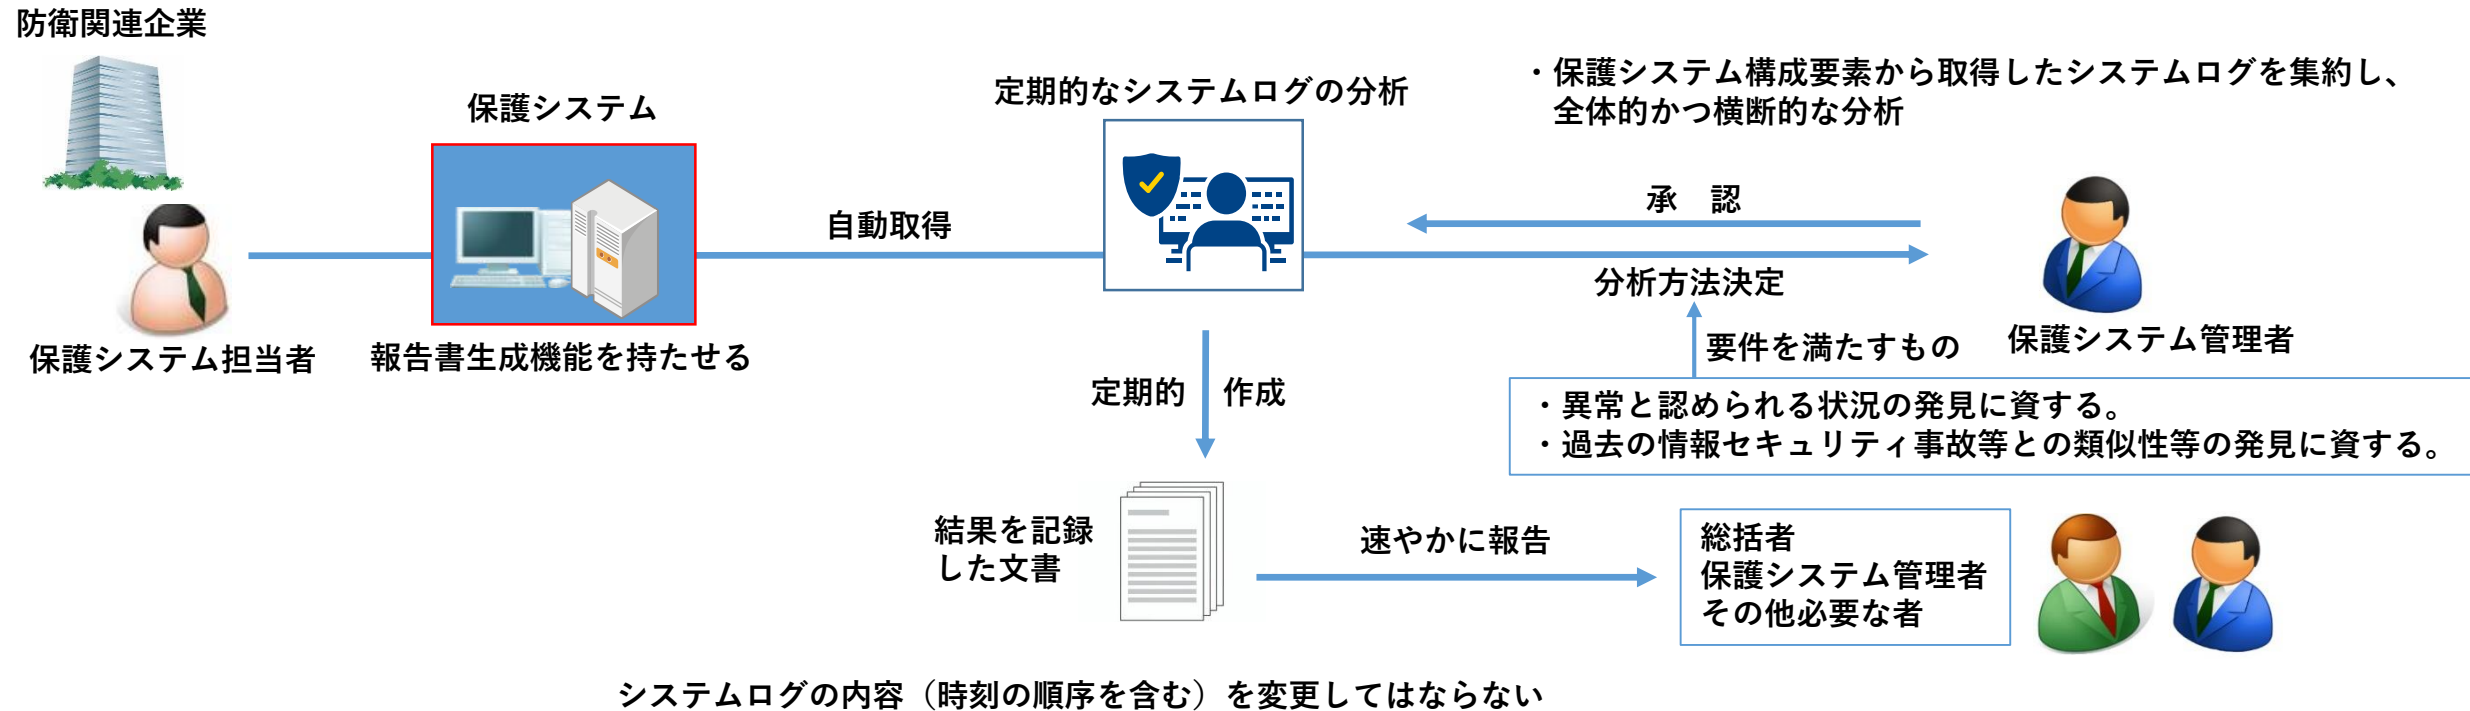 防衛関連企業
保護システム
定期的なシステムログの分析
・保護システム構成要素から取得したシステムログを集約し、
全体的かつ横断的な分析
自動取得
承　認
分析方法決定
保護システム担当者
報告書生成機能を持たせる
要件を満たすもの
保護システム管理者
定期的
作成
・異常と認められる状況の発見に資する。
・過去の情報セキュリティ事故等との類似性等の発見に資する。
結果を記録
した文書
速やかに報告
総括者
保護システム管理者
その他必要な者
システムログの内容（時刻の順序を含む）を変更してはならない